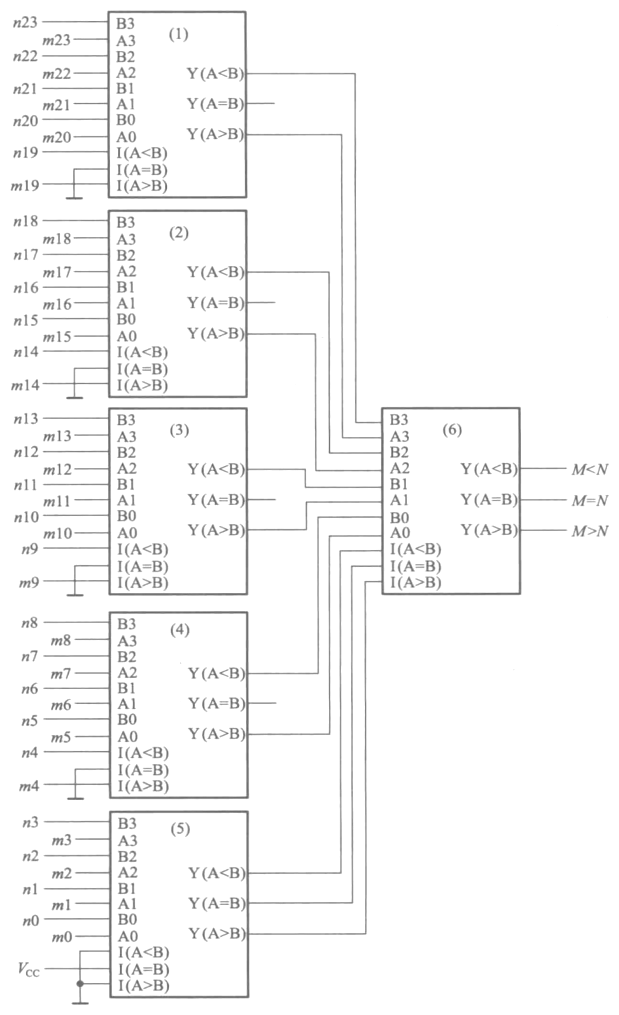 n23 B3 (1)
m23 A3
n22 B2
m22 A2 Y(A<B)
n21 B1
m21 A1 Y(A=B)
n20 B0
m20 A0 Y(A>B)
n19 I(A<B)
I(A=B)
m19 I(A>B)
n18 B3 (2)
m18 A3
n17 B2
m17 A2 Y(A<B)
n16 B1
m16 A1 Y(A=B)
n15 B0
m15 A0 Y(A>B)
n14 I(A<B)
I(A=B)
m14 I(A>B)
n13 B3 (3)
m13 A3
n12 B2
m12 A2 Y(A<B)
n11 B1
m11 A1 Y(A=B)
n10 B0
m10 A0 Y(A>B)
n9 I(A<B)
I(A=B)
m9 I(A>B)
n8 B3 (4)
m8 A3
n7 B2
m7 A2 Y(A<B)
n6 B1
m6 A1 Y(A=B)
n5 B0
m5 A0 Y(A>B)
n4 I(A<B)
I(A=B)
m4 I(A>B)
n3 B3 (5)
m3 A3
n2 B2
m2 A2 Y(A<B)
n1 B1
m1 A1 Y(A=B)
n0 B0
m0 A0 Y(A>B)
I(A<B)
VCC I(A=B)
I(A>B)
B3 (6)
A3
B2
A2 Y(A<B) M<N
B1
A1 Y(A=B) M=N
B0
A0 Y(A>B) M>N
I(A<B)
I(A=B)
I(A>B)